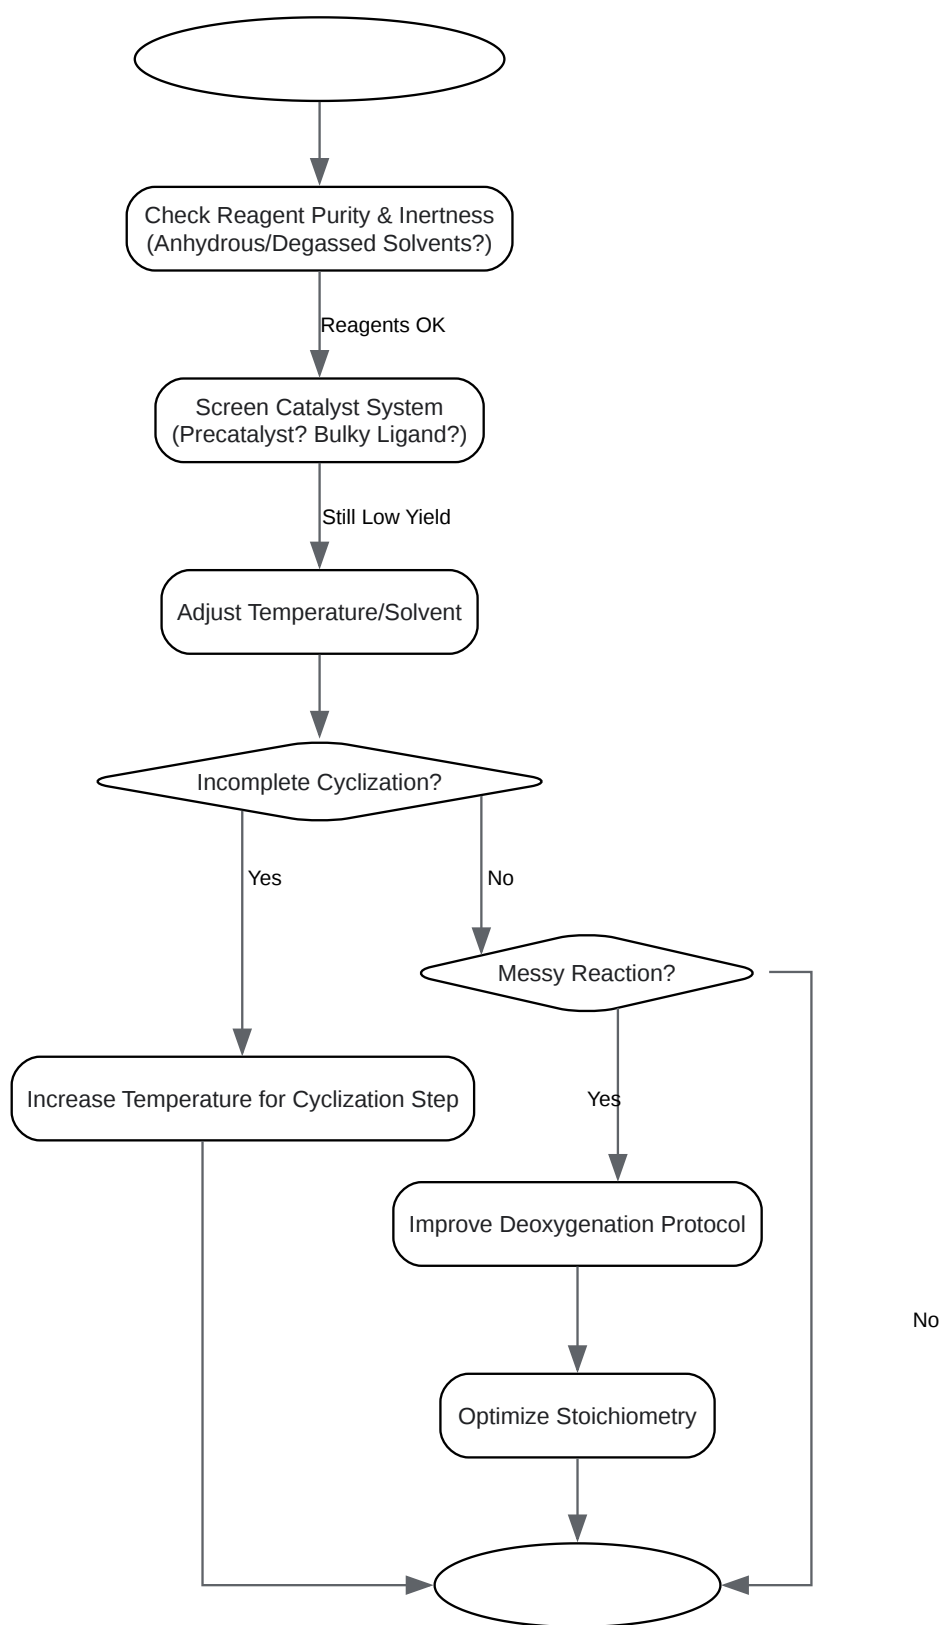 Check Reagent Purity & Inertness
(Anhydrous/Degassed Solvents?)
Reagents OK
Screen Catalyst System
(Precatalyst? Bulky Ligand?)
Still Low Yield
Adjust Temperature/Solvent
Incomplete Cyclization?
Yes
No
Messy Reaction?
Increase Temperature for Cyclization Step
Yes
Improve Deoxygenation Protocol
No
Optimize Stoichiometry